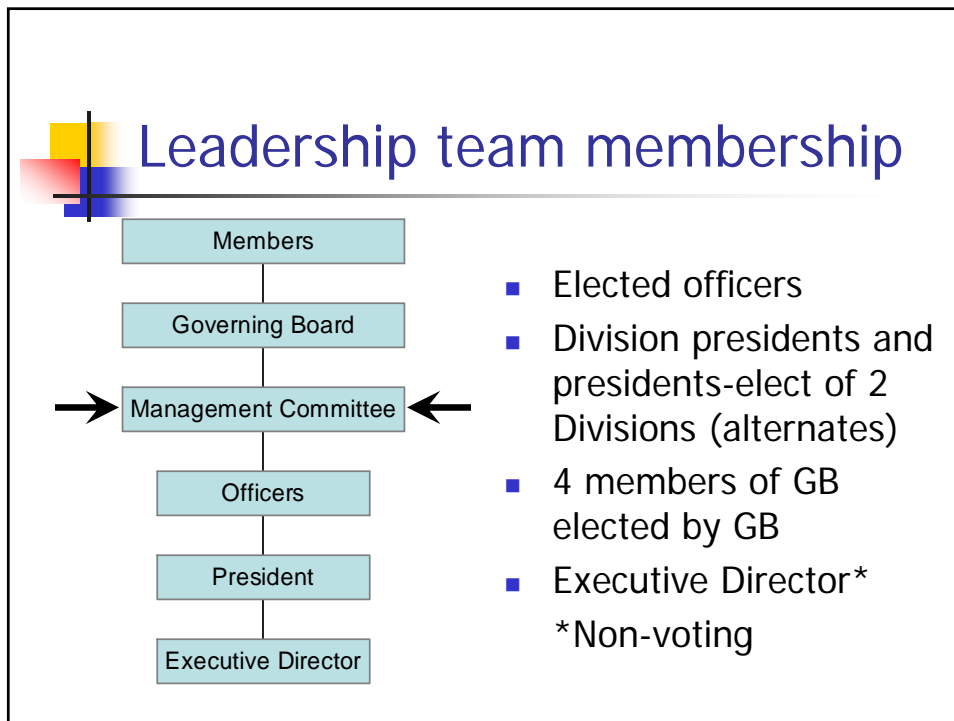 Leadership team membership
Members
Governing Board
Management Committee
Officers
President
Executive Director
Elected officers
Division presidents and
presidents-elect of 2
Divisions (alternates)
4 members of GB
elected by GB
Executive Director*
*Non-voting